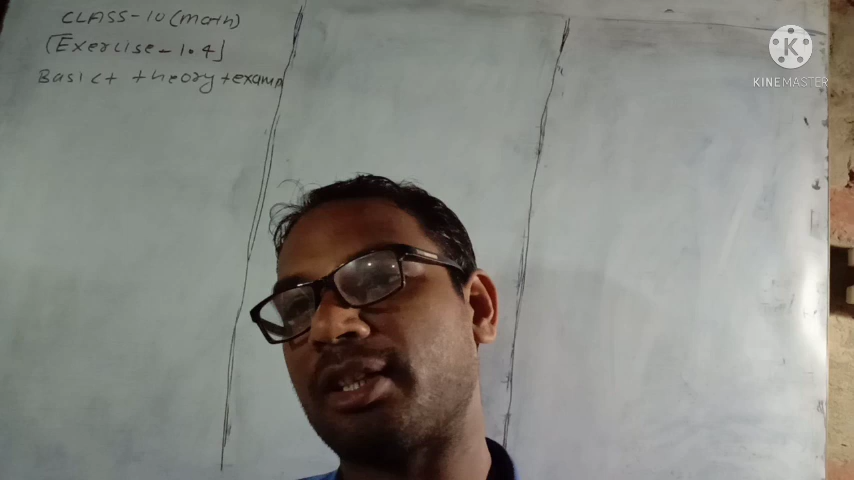 CLASS-10 (math)
[Exercise-1.4]
Basic + theory + examp
K
KINEMASTER